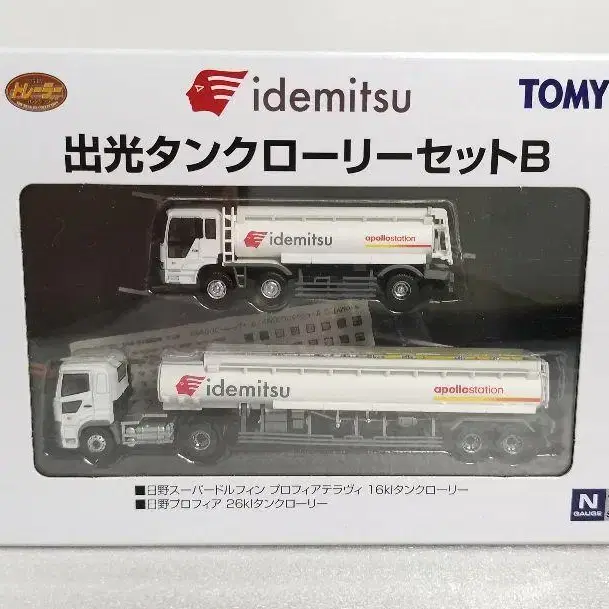 トレーラー
idemitsu
TOMY
出光タンクローリーセットB
idemitsu
apollostation
idemitsu
apollostation
■日野スーパードルフィン プロフィアテラヴィ 16klタンクローリー
■日野プロフィア 26klタンクローリー
N
GAUGE